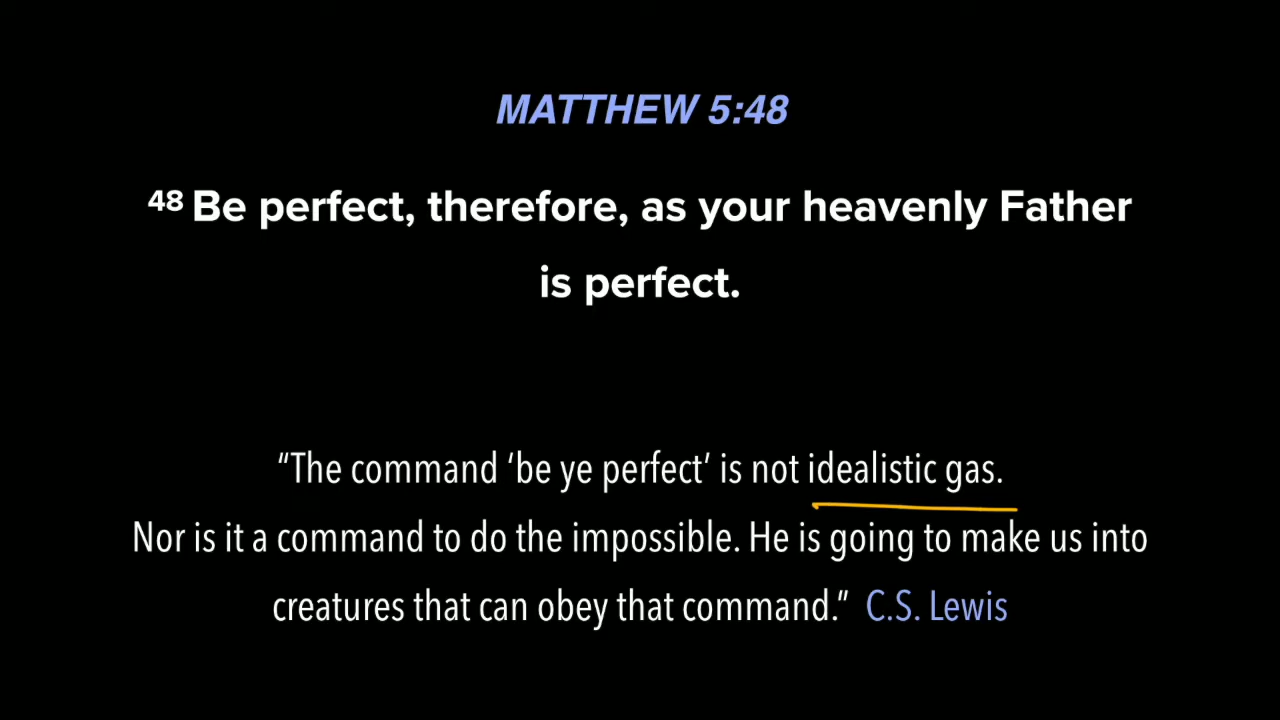 MATTHEW 5:48
48 Be perfect, therefore, as your heavenly Father
is perfect.
“The command ‘be ye perfect’ is not idealistic gas.
Nor is it a command to do the impossible. He is going to make us into
creatures that can obey that command.” C.S. Lewis